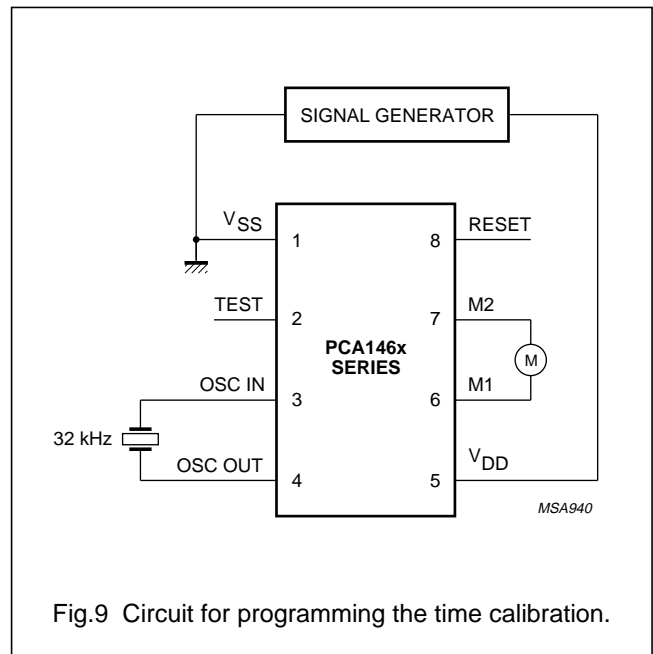 SIGNAL GENERATOR
VSS
1
8
RESET
TEST
2
7
M2
PCA146x
SERIES
M
OSC IN
3
6
M1
32 kHz
OSC OUT
4
5
VDD
MSA940
Fig.9 Circuit for programming the time calibration.